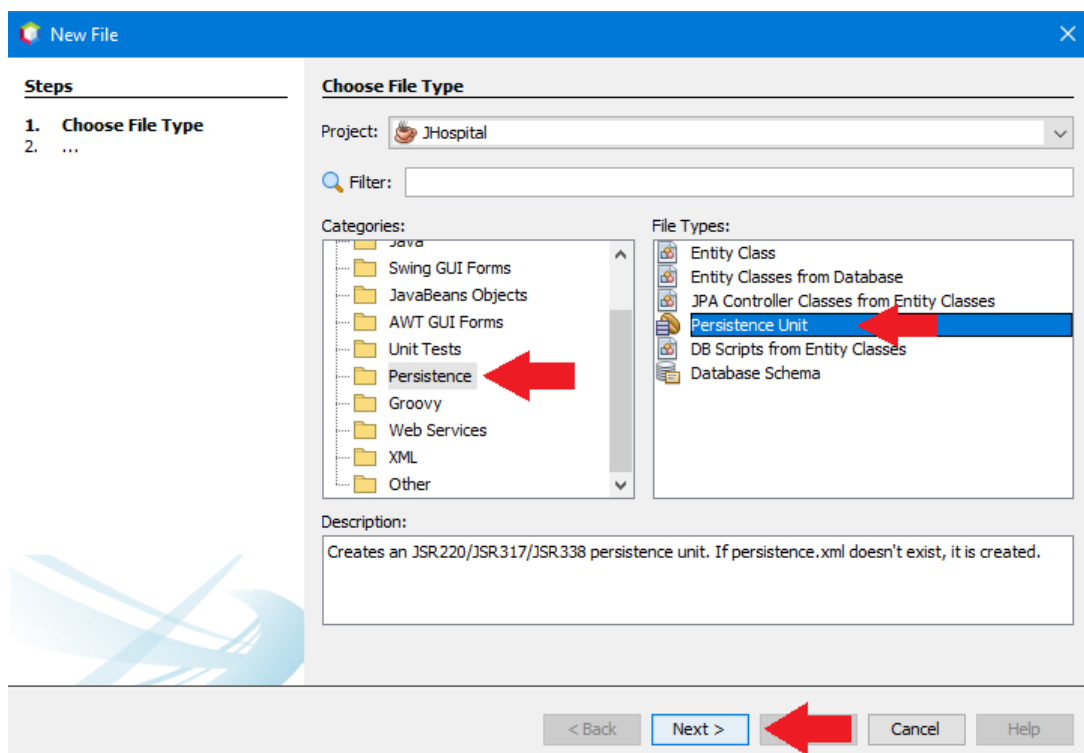 New File
Steps
1. Choose File Type
2. ...
Choose File Type
Project: JHospital
Filter:
Categories:
Java
Swing GUI Forms
JavaBeans Objects
AWT GUI Forms
Unit Tests
Persistence
Groovy
Web Services
XML
Other
File Types:
Entity Class
Entity Classes from Database
JPA Controller Classes from Entity Classes
Persistence Unit
DB Scripts from Entity Classes
Database Schema
Description:
Creates an JSR220/JSR317/JSR338 persistence unit. If persistence.xml doesn't exist, it is created.
< Back Next > Cancel Help